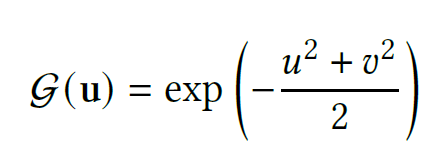 𝒢(𝐮) = exp(−(u² + v²)/2)